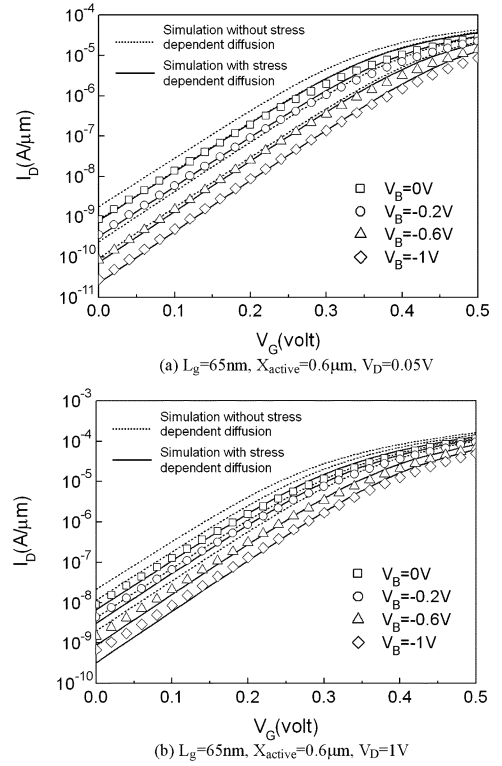 10⁻⁴
10⁻⁵
10⁻⁶
10⁻⁷
10⁻⁸
10⁻⁹
10⁻¹⁰
10⁻¹¹
I_D(A/μm)
Simulation without stress
dependent diffusion
Simulation with stress
dependent diffusion
V_B=0V
V_B=-0.2V
V_B=-0.6V
V_B=-1V
0.0 0.1 0.2 0.3 0.4 0.5
V_G(volt)
(a) L_g=65nm, X_active=0.6μm, V_D=0.05V
10⁻³
10⁻⁴
10⁻⁵
10⁻⁶
10⁻⁷
10⁻⁸
10⁻⁹
10⁻¹⁰
I_D(A/μm)
Simulation without stress
dependent diffusion
Simulation with stress
dependent diffusion
V_B=0V
V_B=-0.2V
V_B=-0.6V
V_B=-1V
0.0 0.1 0.2 0.3 0.4 0.5
V_G(volt)
(b) L_g=65nm, X_active=0.6μm, V_D=1V